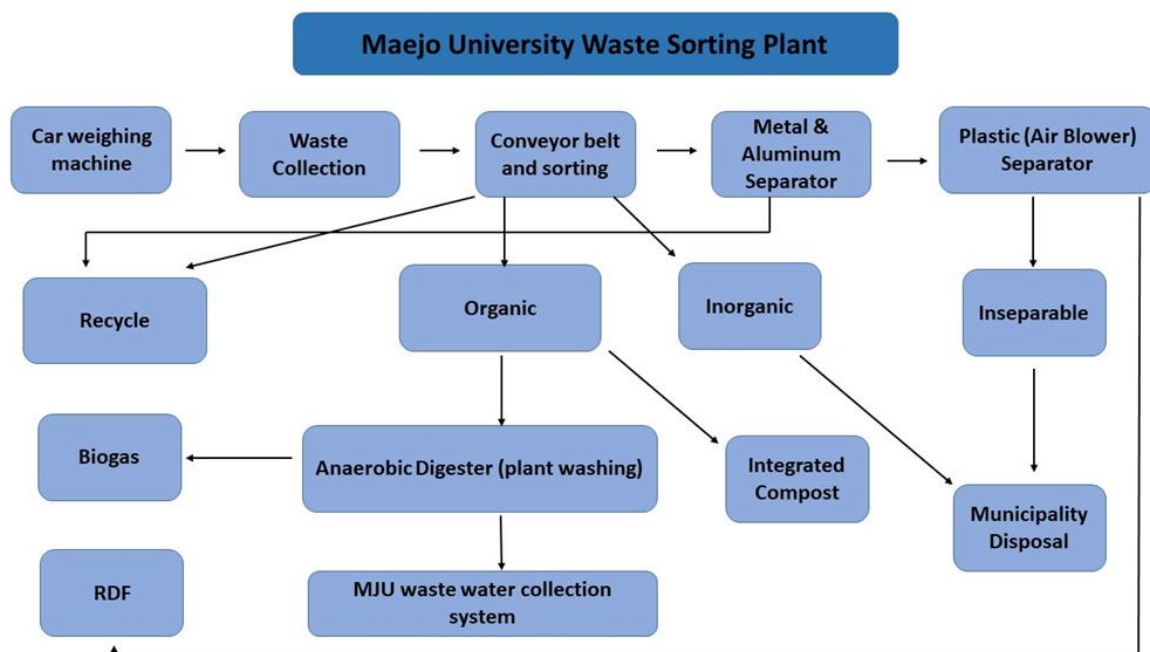 Maejo University Waste Sorting Plant
Car weighing
machine
Waste
Collection
Conveyor belt
and sorting
Metal &
Aluminum
Separator
Plastic (Air Blower)
Separator
Recycle
Organic
Inorganic
Inseparable
Biogas
Anaerobic Digester (plant washing)
Integrated
Compost
Municipality
Disposal
RDF
MJU waste water collection
system